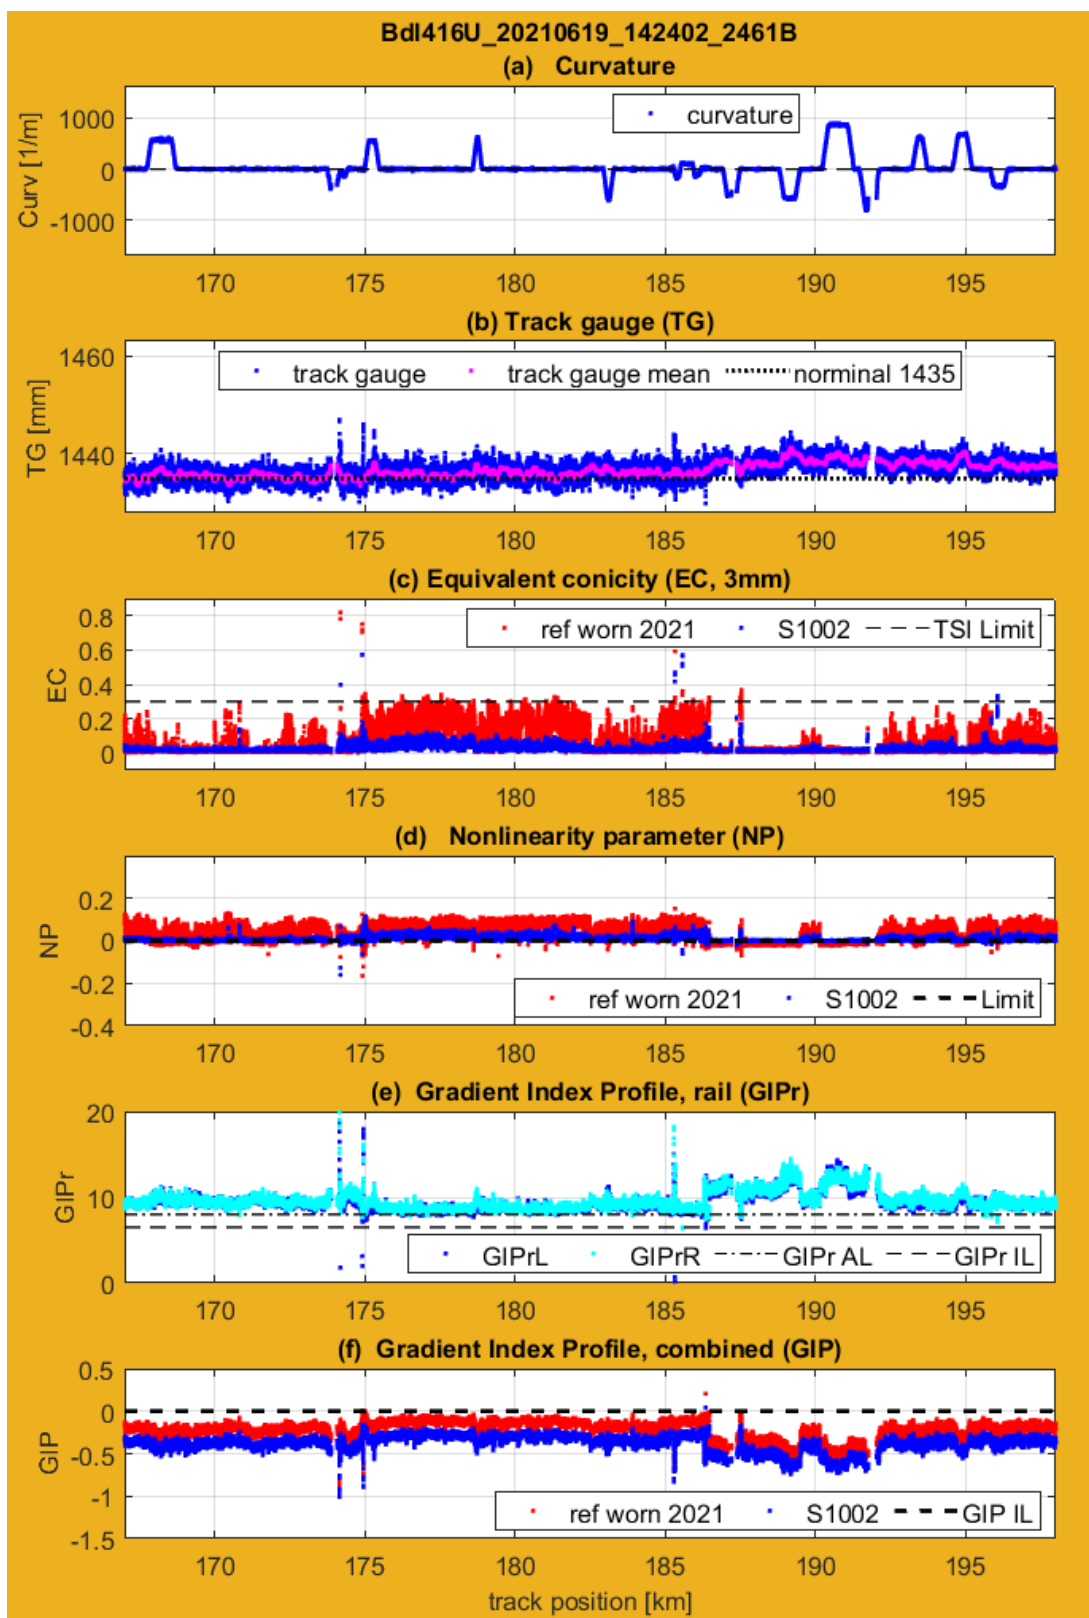 Bdl416U_20210619_142402_2461B
(a) Curvature
curvature
1000
0
-1000
Curv [1/m]
170 175 180 185 190 195
(b) Track gauge (TG)
track gauge track gauge mean norminal 1435
1460
1440
TG [mm]
170 175 180 185 190 195
(c) Equivalent conicity (EC, 3mm)
ref worn 2021 S1002 TSI Limit
0.8
0.6
0.4
0.2
0
EC
170 175 180 185 190 195
(d) Nonlinearity parameter (NP)
0.2
0
-0.2
-0.4
NP
ref worn 2021 S1002 Limit
170 175 180 185 190 195
(e) Gradient Index Profile, rail (GIPr)
20
10
0
GIPr
GIPrL GIPrR GIPr AL GIPr IL
170 175 180 185 190 195
(f) Gradient Index Profile, combined (GIP)
0.5
0
-0.5
-1
-1.5
GIP
ref worn 2021 S1002 GIP IL
170 175 180 185 190 195
track position [km]